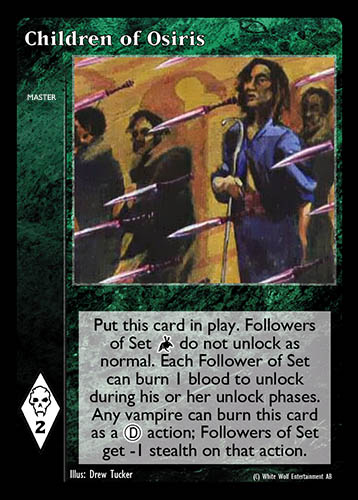 Children of Osiris
MASTER
Put this card in play. Followers
of Set do not unlock as
normal. Each Follower of Set
can burn 1 blood to unlock
during his or her unlock phases.
Any vampire can burn this card
as a Ⓓ action; Followers of Set
get -1 stealth on that action.
2
Illus: Drew Tucker
(C) White Wolf Entertainment AB